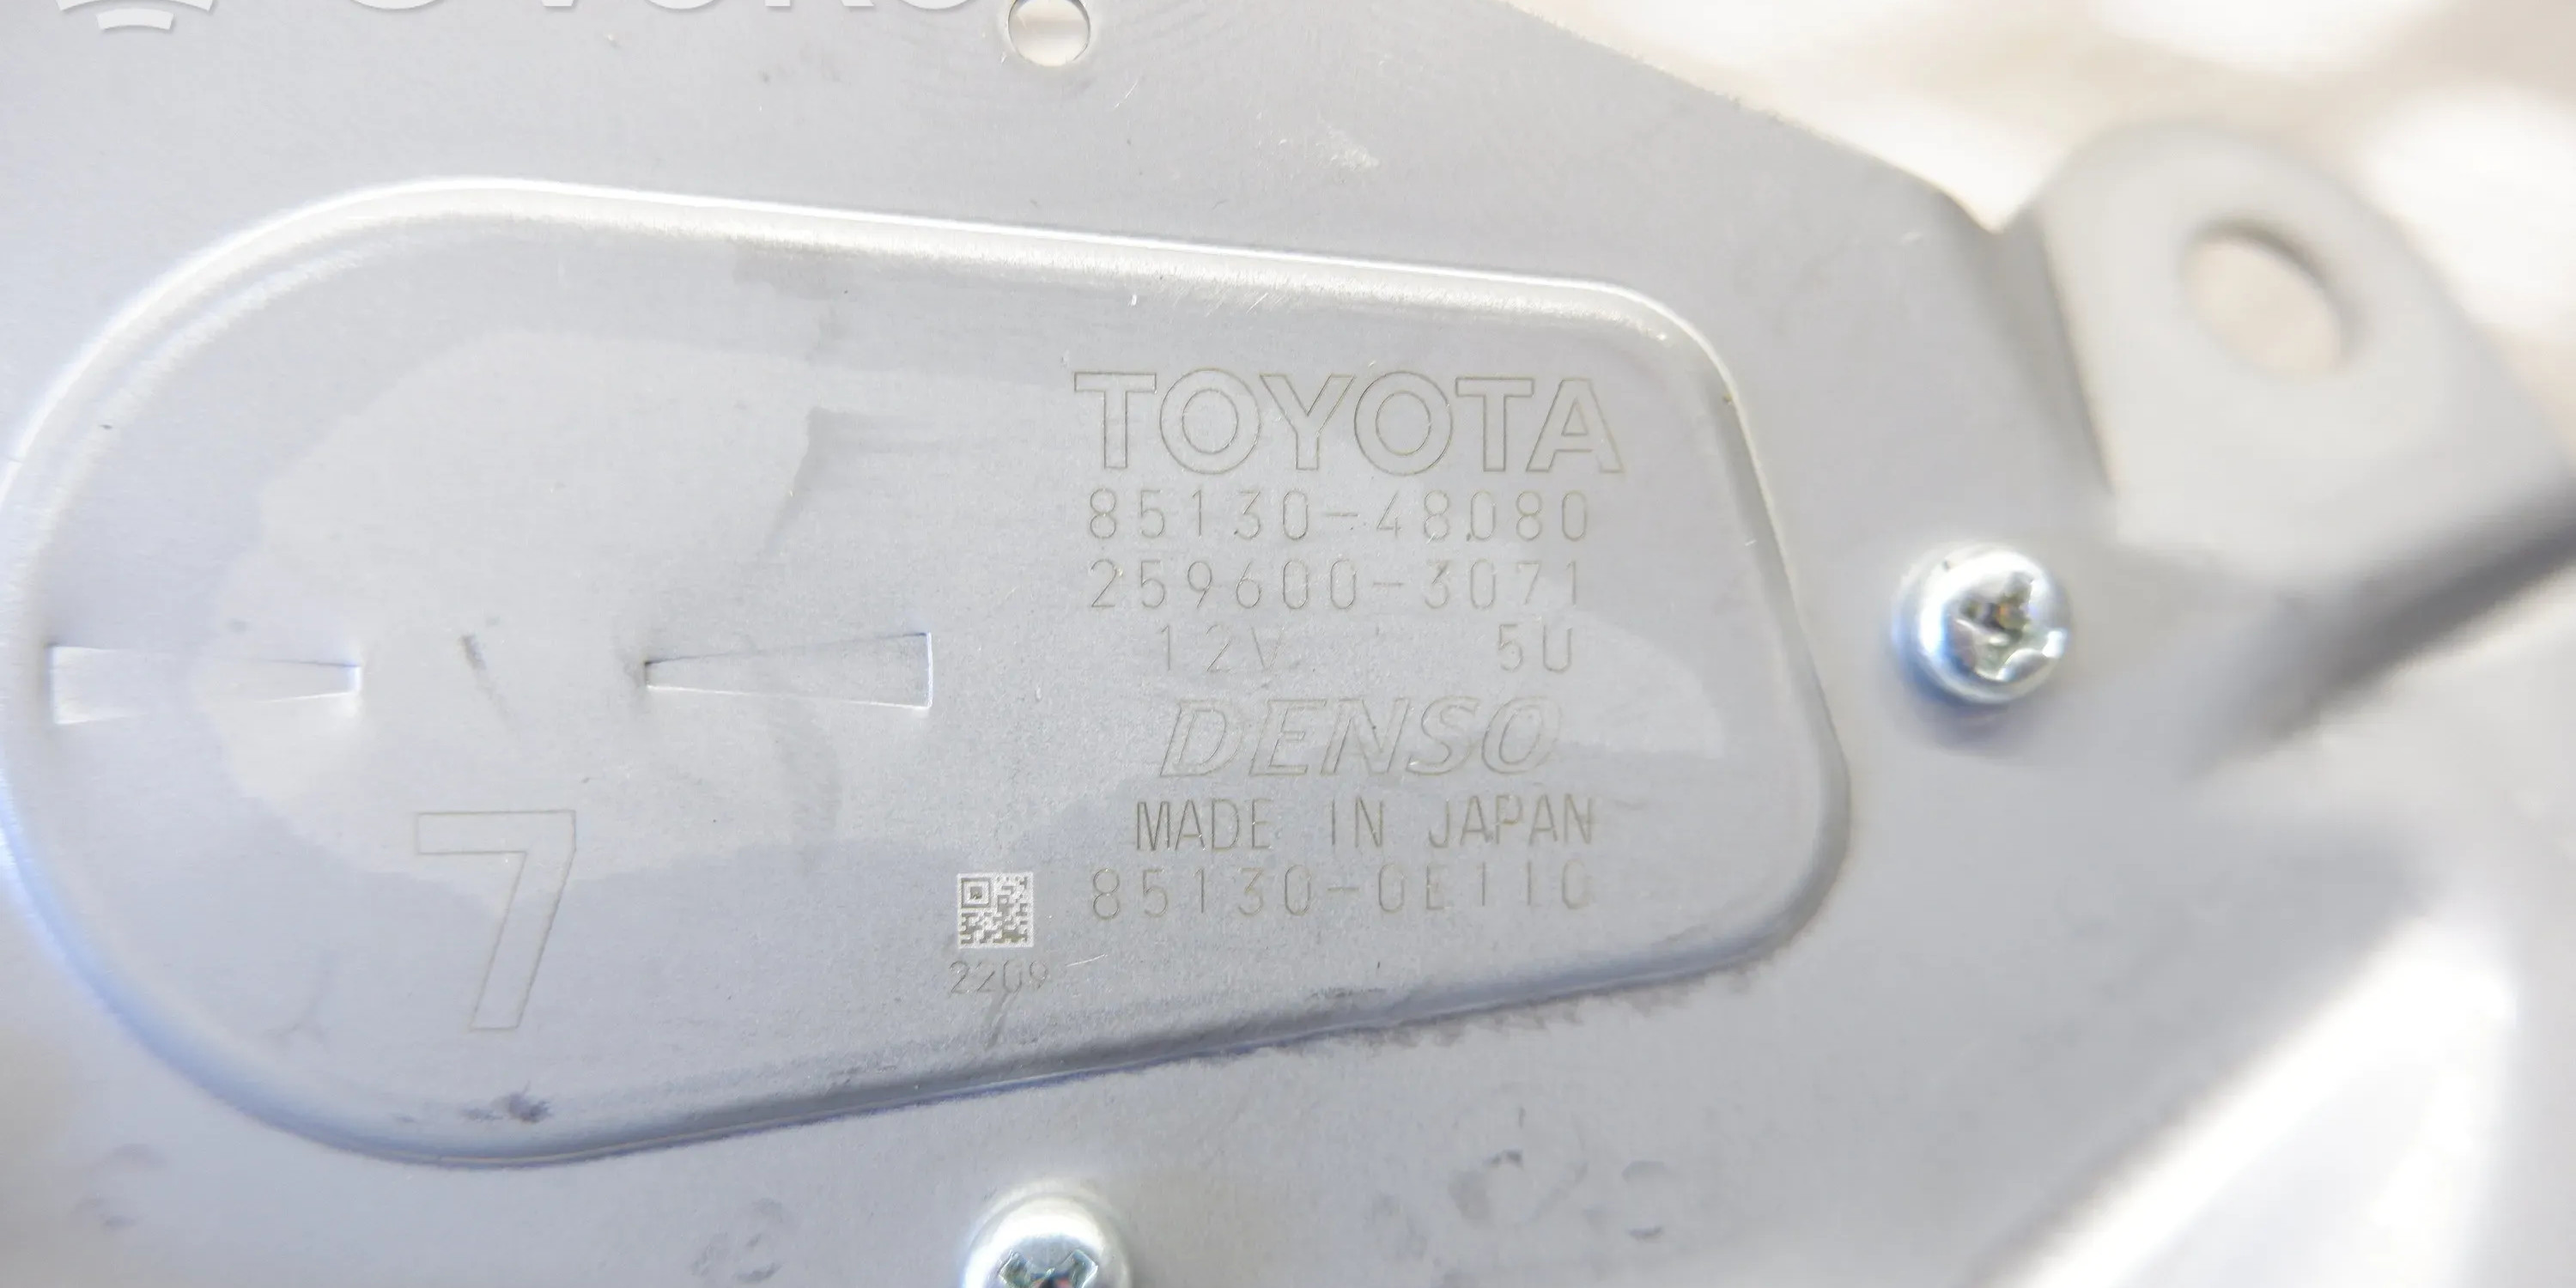 TOYOTA
85130-48080
259600-3071
12V 5U
DENSO
MADE IN JAPAN
85130-0E110
7
2209